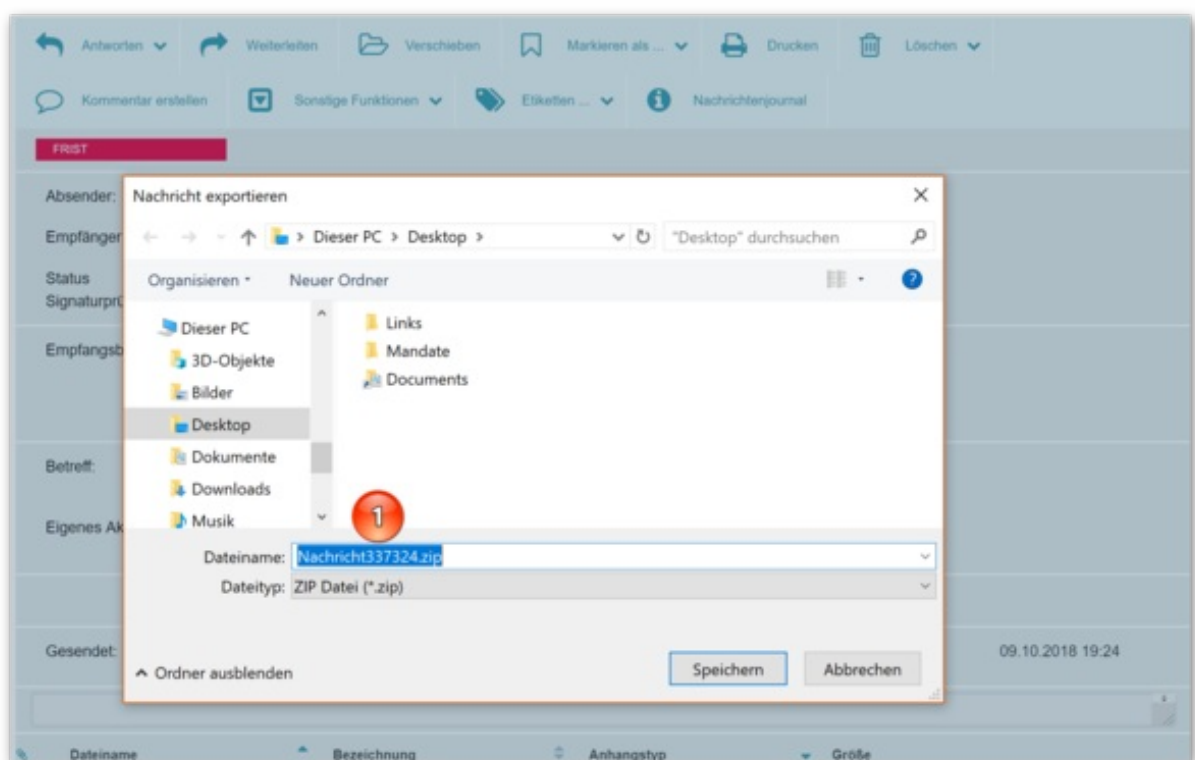 Antworten Weiterleiten Verschieben Markieren als ... Drucken Löschen
Kommentar erstellen Sonstige Funktionen Etiketten ... Nachrichtenjournal
FRIST
Absender:
Nachricht exportieren
Empfänger
Dieser PC > Desktop >
"Desktop" durchsuchen
Status
Signaturprü
Organisieren
Neuer Ordner
?
Dieser PC
3D-Objekte
Bilder
Desktop
Dokumente
Downloads
Musik
Links
Mandate
Documents
Empfangsb
Betreff:
Eigenes Ak
1
Dateiname: Nachricht337324.zip
Dateityp: ZIP Datei (*.zip)
Gesendet:
09.10.2018 19:24
Ordner ausblenden
Speichern
Abbrechen
Dateiname Bezeichnung Anhangstyp Größe